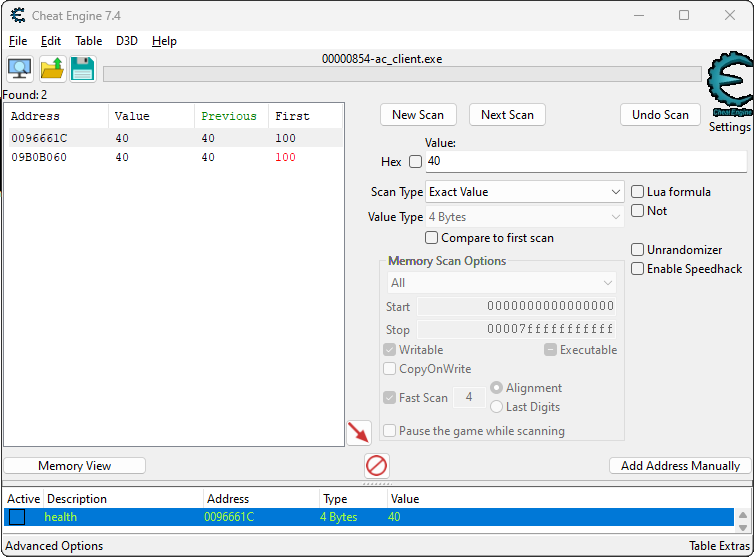 Cheat Engine 7.4
File Edit Table D3D Help
00000854-ac_client.exe
Found: 2
Cheat Engine
Settings
Address Value Previous First
0096661C 40 40 100
09B0B060 40 40 100
New Scan Next Scan Undo Scan
Value:
Hex 40
Scan Type Exact Value
Lua formula
Value Type 4 Bytes
Not
Compare to first scan
Unrandomizer
Enable Speedhack
Memory Scan Options
All
Start 0000000000000000
Stop 00007fffffffffff
Writable Executable
CopyOnWrite
Fast Scan 4 Alignment
Last Digits
Pause the game while scanning
Memory View Add Address Manually
Active Description Address Type Value
health 0096661C 4 Bytes 40
Advanced Options Table Extras